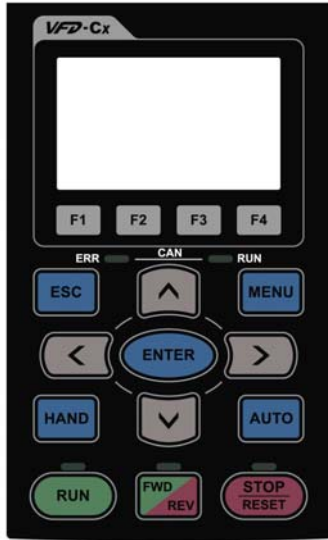 VFD-Cx
F1 F2 F3 F4
ERR CAN RUN
ESC MENU
ENTER
HAND AUTO
RUN FWD REV STOP RESET